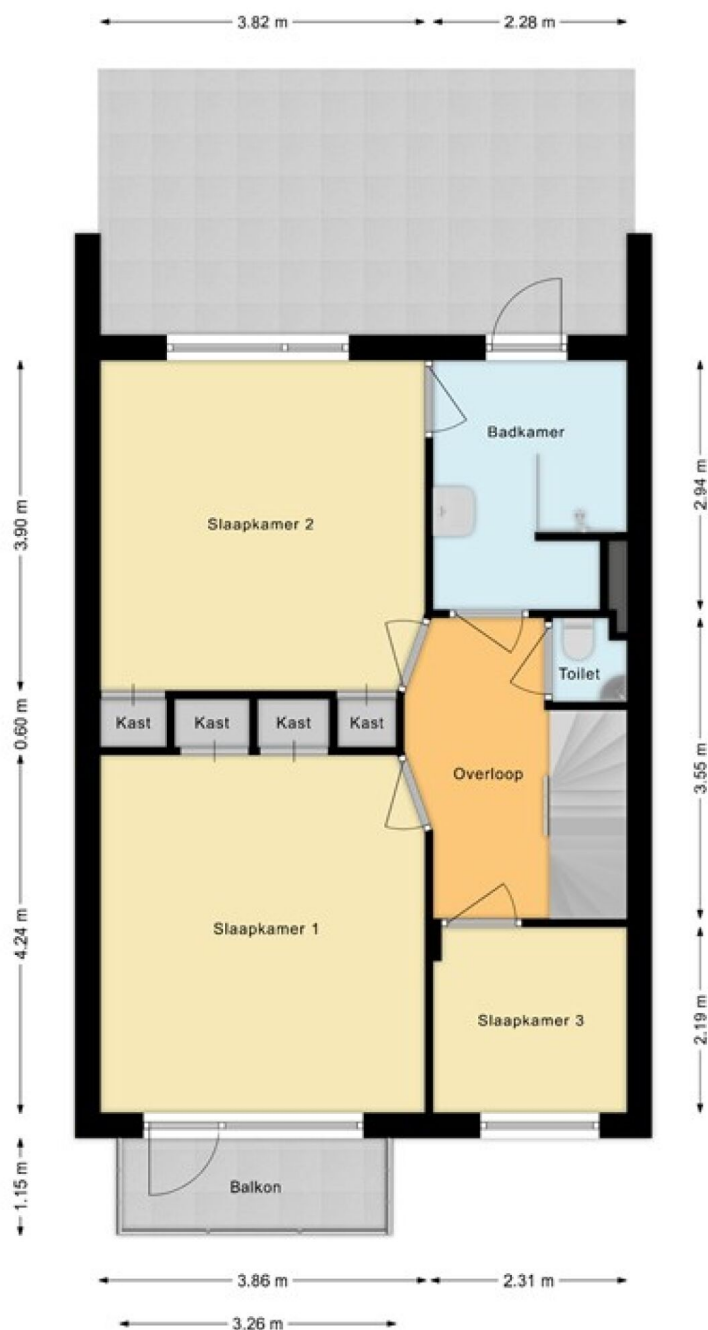 3.82 m
2.28 m
Badkamer
2.94 m
3.90 m
Slaapkamer 2
Toilet
0.60 m
Kast
Kast
Kast
Kast
Overloop
3.55 m
4.24 m
Slaapkamer 1
Slaapkamer 3
2.19 m
1.15 m
Balkon
3.86 m
2.31 m
3.26 m